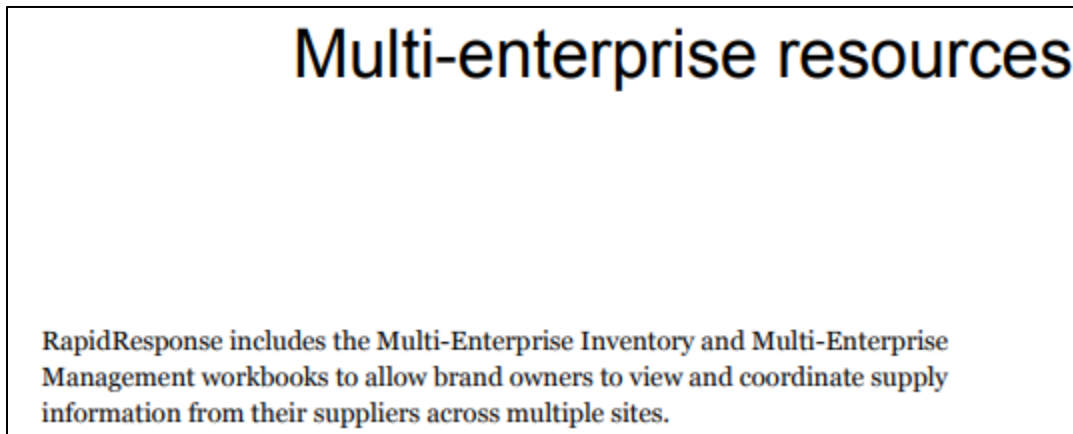 Multi-enterprise resources
RapidResponse includes the Multi-Enterprise Inventory and Multi-Enterprise
Management workbooks to allow brand owners to view and coordinate supply
information from their suppliers across multiple sites.